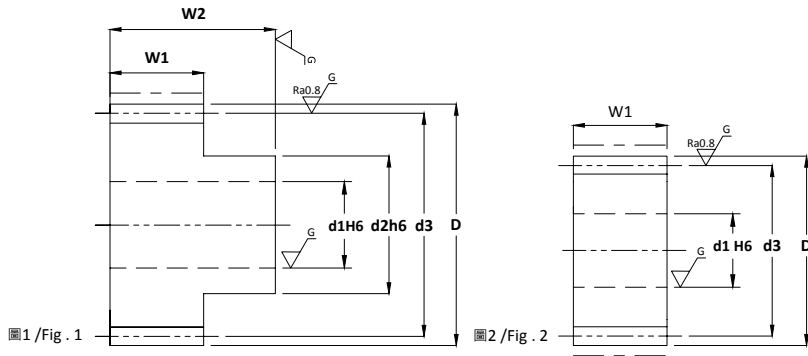 W2
W1
G
Ra0.8
G
G
d1H6
d2h6
d3
D
圖1 /Fig . 1
W1
Ra0.8
G
G
d1 H6
d3
D
圖2 /Fig . 2